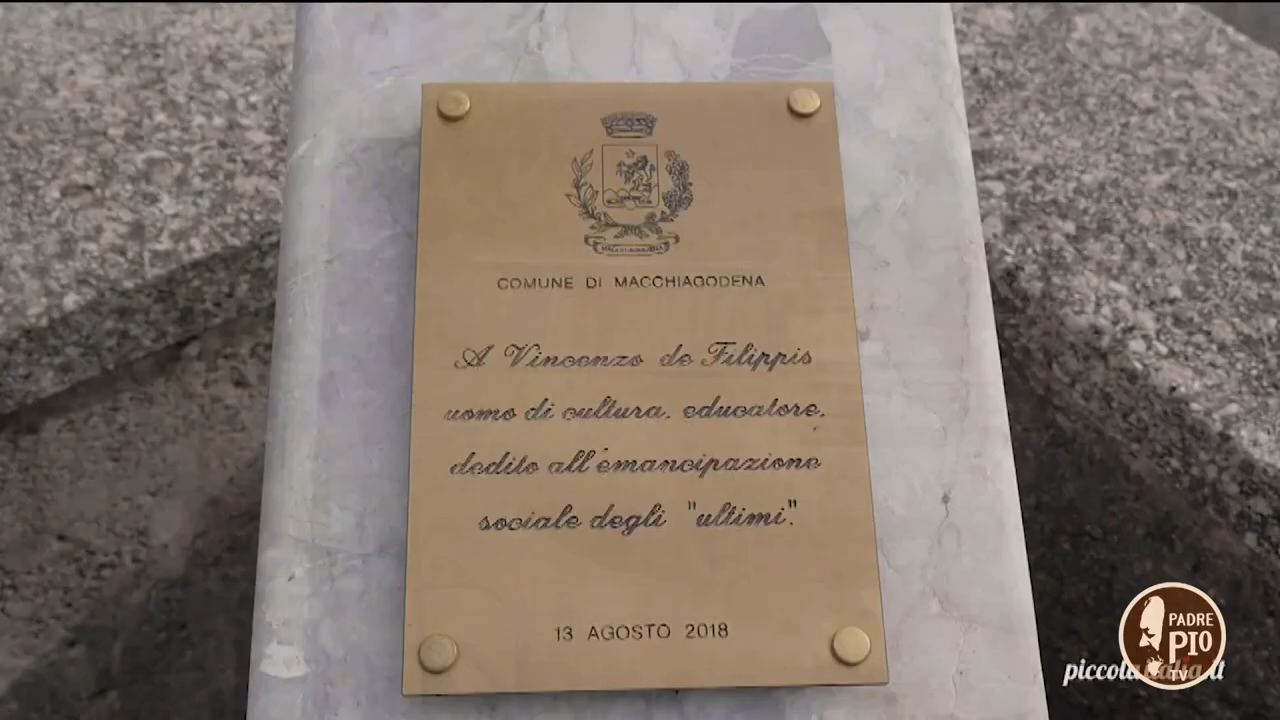 COMUNE DI MACCHIAGODENA
A Vincenzo de Filippis
uomo di cultura, educatore,
dedito all'emancipazione
sociale degli "ultimi".
13 AGOSTO 2018
PADRE
PIO
TV
piccolaitalia.it